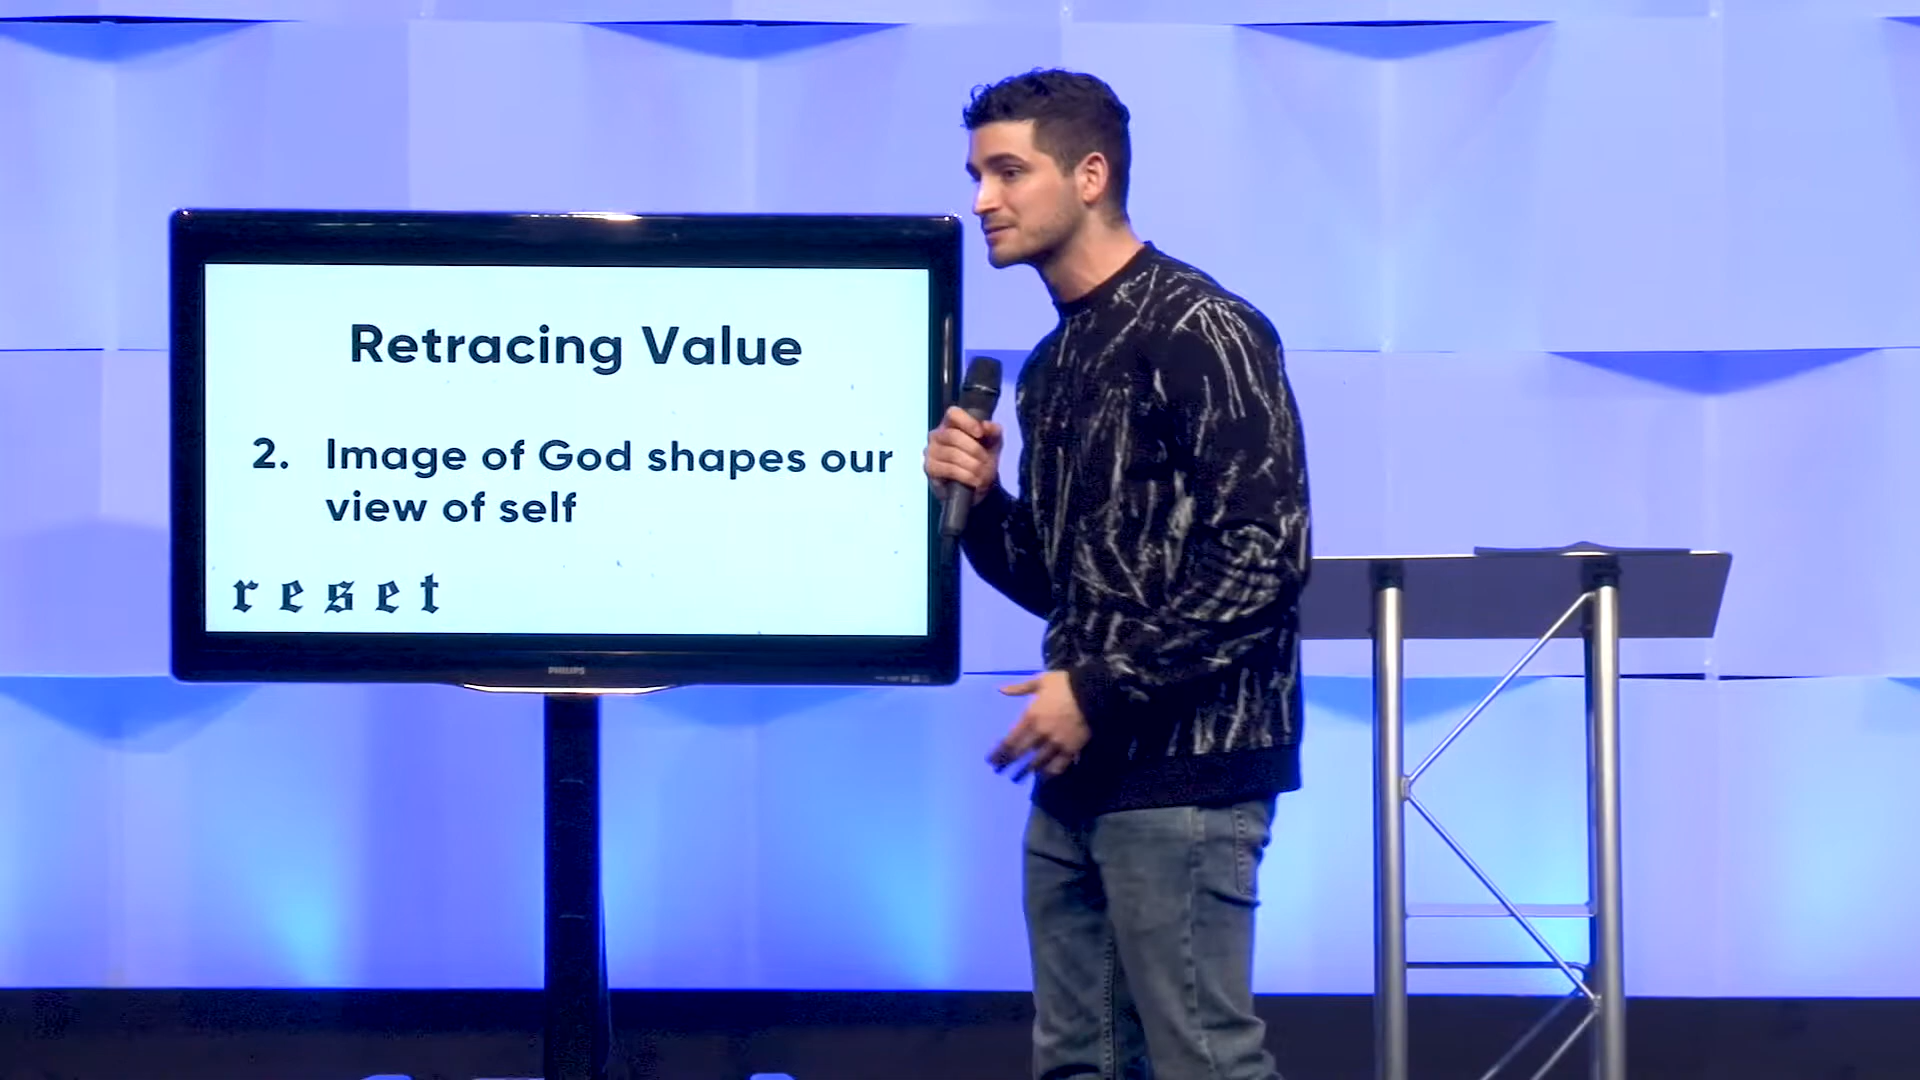 Retracing Value
2. Image of God shapes our
view of self
reset
PHILIPS